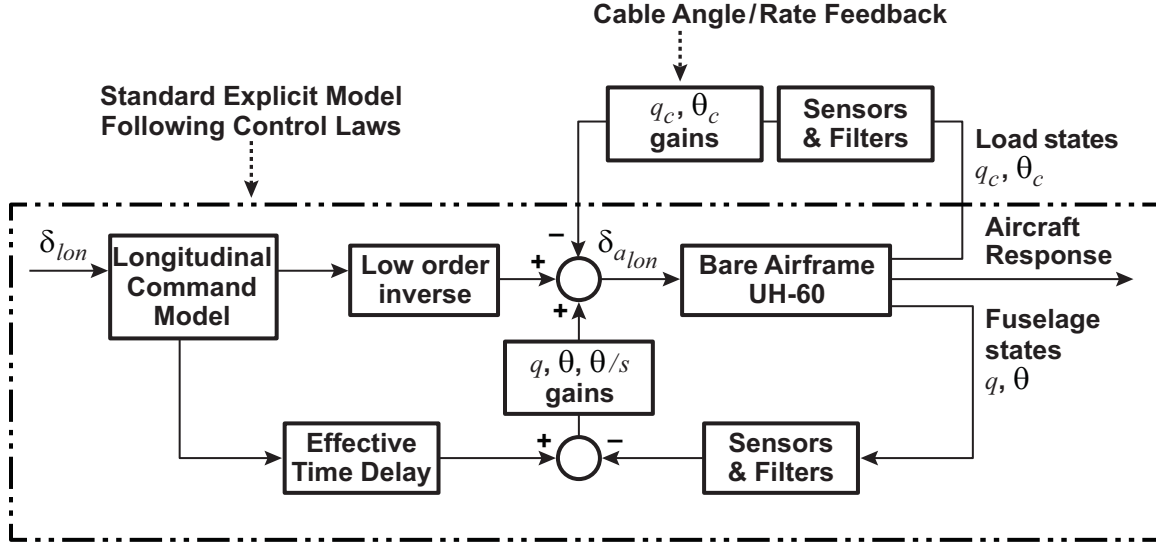 Cable Angle/Rate Feedback
Standard Explicit Model
Following Control Laws
q_c, θ_c
gains
Sensors
& Filters
Load states
q_c, θ_c
δ_lon
Longitudinal
Command
Model
Low order
inverse
−
+
+
δ_a_lon
Bare Airframe
UH-60
Aircraft
Response
Fuselage
states
q, θ
q, θ, θ/s
gains
Effective
Time Delay
+
−
Sensors
& Filters